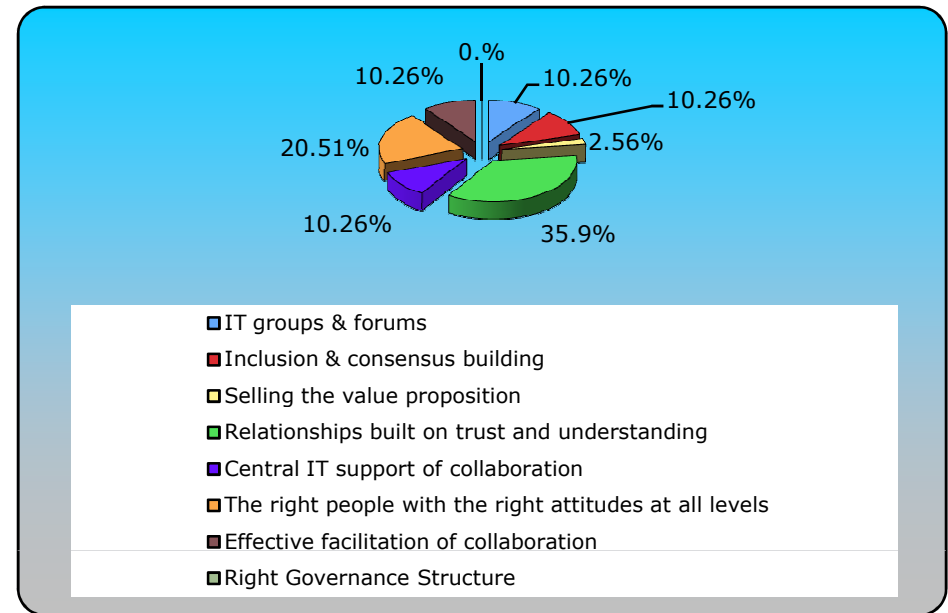 0.%
10.26%
10.26%
10.26%
20.51%
2.56%
10.26%
35.9%
IT groups & forums
Inclusion & consensus building
Selling the value proposition
Relationships built on trust and understanding
Central IT support of collaboration
The right people with the right attitudes at all levels
Effective facilitation of collaboration
Right Governance Structure